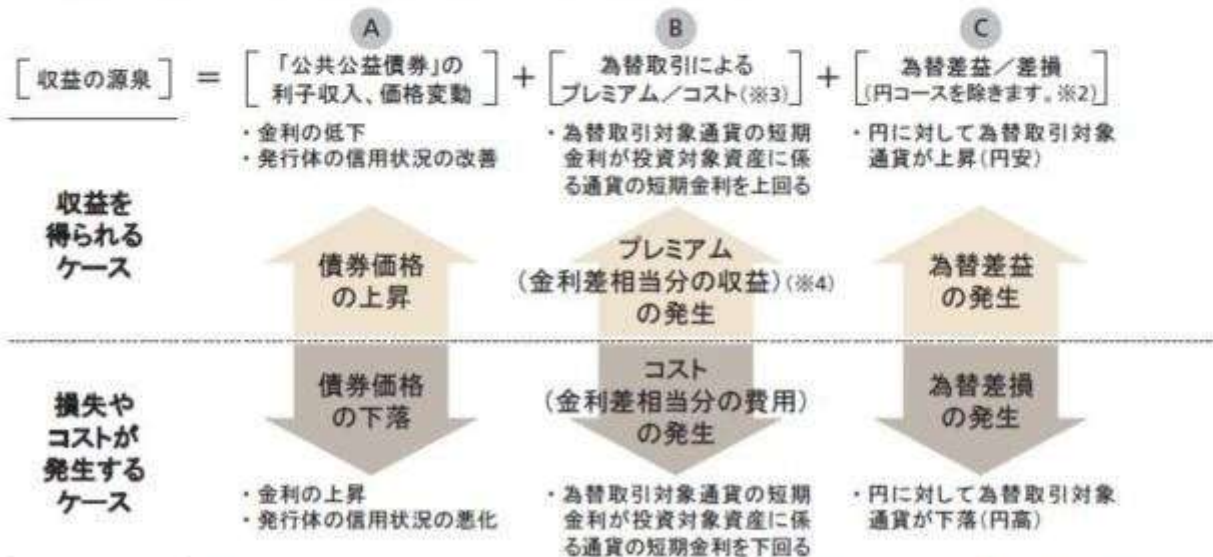 A
B
C
[収益の源泉] = [「公共公益債券」の
利子収入、価格変動] + [為替取引による
プレミアム/コスト(※3)] + [為替差益/差損
(円コースを除きます。※2)]
・金利の低下
・発行体の信用状況の改善
・為替取引対象通貨の短期
金利が投資対象資産に係
る通貨の短期金利を上回る
・円に対して為替取引対象
通貨が上昇(円安)
収益を
得られる
ケース
債券価格
の上昇
プレミアム
(金利差相当分の収益)(※4)
の発生
為替差益
の発生
損失や
コストが
発生する
ケース
債券価格
の下落
コスト
(金利差相当分の費用)
の発生
為替差損
の発生
・金利の上昇
・発行体の信用状況の悪化
・為替取引対象通貨の短期
金利が投資対象資産に係
る通貨の短期金利を下回る
・円に対して為替取引対象
通貨が下落(円高)